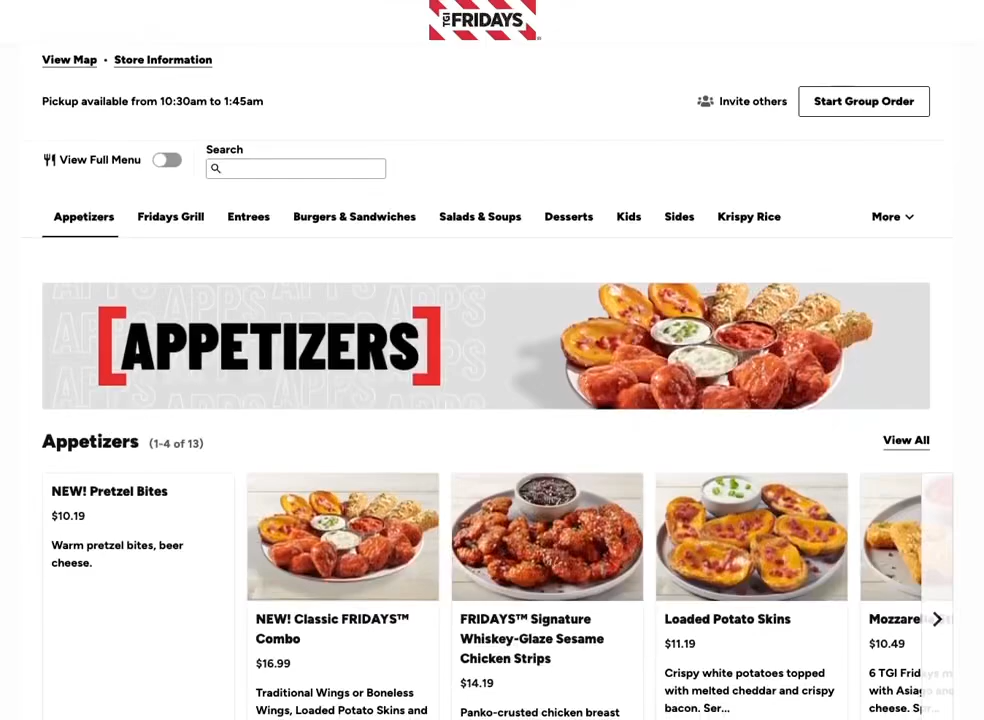 TGI FRIDAYS
View Map • Store Information
Pickup available from 10:30am to 1:45am
Invite others
Start Group Order
View Full Menu
Search
Appetizers Fridays Grill Entrees Burgers & Sandwiches Salads & Soups Desserts Kids Sides Krispy Rice More
[APPETIZERS]
Appetizers (1-4 of 13)
View All
NEW! Pretzel Bites
$10.19
Warm pretzel bites, beer
cheese.
NEW! Classic FRIDAYS™
Combo
$16.99
Traditional Wings or Boneless
Wings, Loaded Potato Skins and
FRIDAYS™ Signature
Whiskey-Glaze Sesame
Chicken Strips
$14.19
Panko-crusted chicken breast
Loaded Potato Skins
$11.19
Crispy white potatoes topped
with melted cheddar and crispy
bacon. Ser...
$10.49
6 TGI Fridays
with Asiago and
cheese.